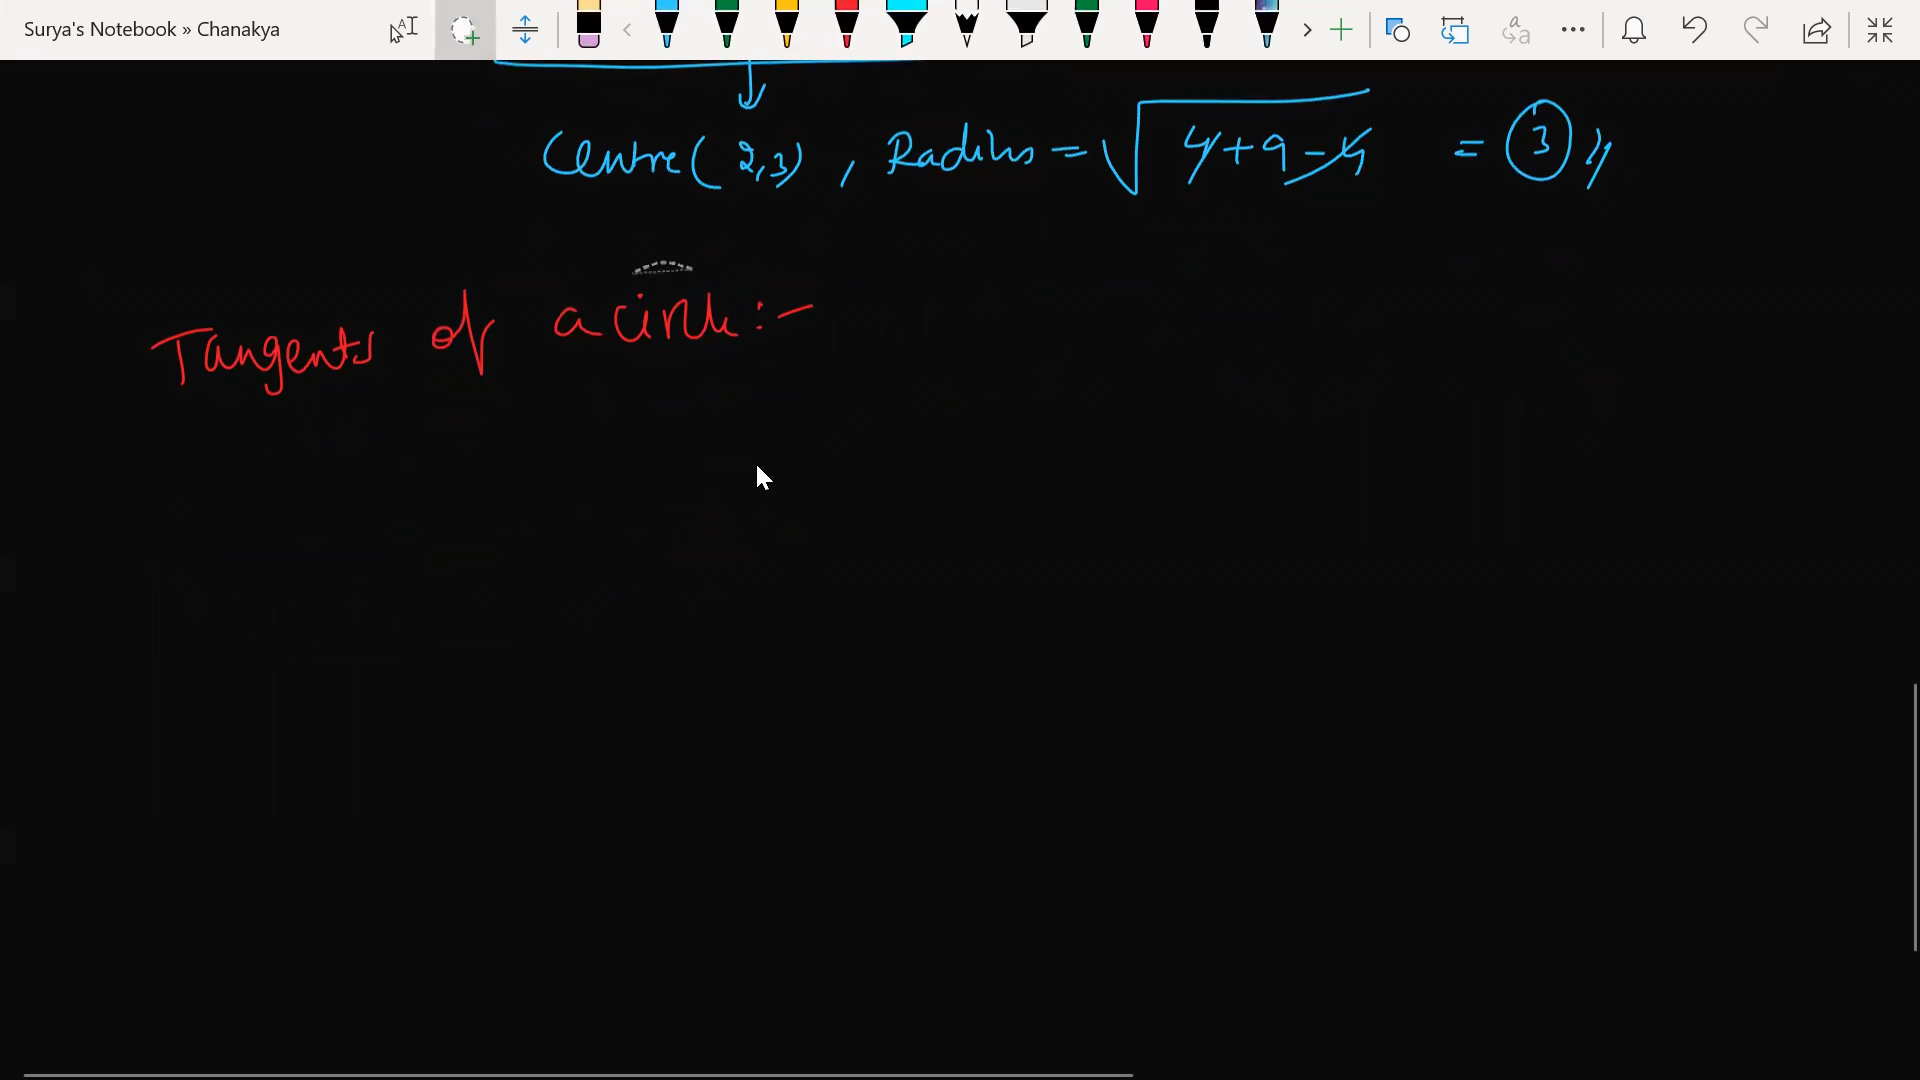 Surya's Notebook » Chanakya
Centre (2,3) , Radius = √4+9-4 = 3
Tangents of a circle :-